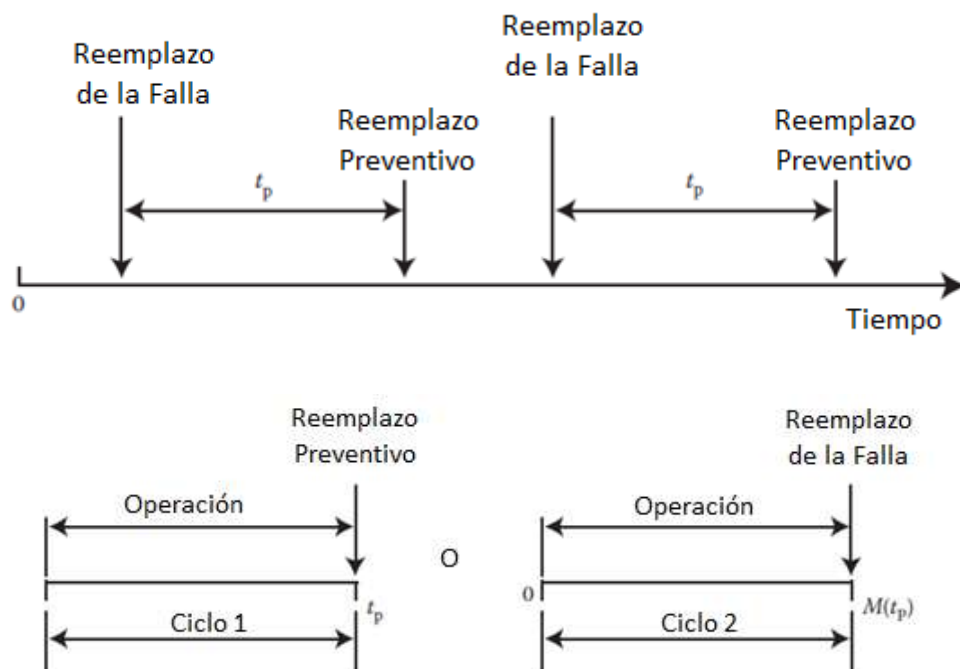 Reemplazo
de la Falla
Reemplazo
Preventivo
Reemplazo
de la Falla
Reemplazo
Preventivo
t_p
t_p
0
Tiempo
Reemplazo
Preventivo
Reemplazo
de la Falla
Operación
O
Operación
t_p
0
M(t_p)
Ciclo 1
Ciclo 2